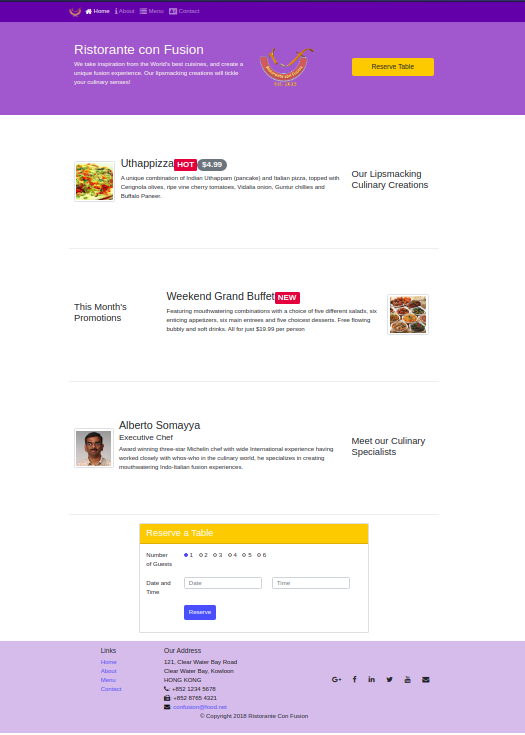 Home About Menu Contact
Ristorante con Fusion
We take inspiration from the World's best cuisines, and create a
unique fusion experience. Our lipsmacking creations will tickle
your culinary senses!
Ristorante con Fusion
Reserve Table
Uthappizza HOT $4.99
A unique combination of Indian Uthappam (pancake) and Italian pizza, topped with
Cerignola olives, ripe vine cherry tomatoes, Vidalia onion, Guntur chillies and
Buffalo Paneer.
Our Lipsmacking
Culinary Creations
This Month's
Promotions
Weekend Grand Buffet NEW
Featuring mouthwatering combinations with a choice of five different salads, six
enticing appetizers, six main entrees and five choicest desserts. Free flowing
bubbly and soft drinks. All for just $19.99 per person
Alberto Somayya
Executive Chef
Award winning three-star Michelin chef with wide International experience having
worked closely with whos-who in the culinary world, he specializes in creating
mouthwatering Indo-Italian fusion experiences.
Meet our Culinary
Specialists
Reserve a Table
Number
of Guests
1 2 3 4 5 6
Date and
Time
Date
Time
Reserve
Links
Home
About
Menu
Contact
Our Address
121, Clear Water Bay Road
Clear Water Bay, Kowloon
HONG KONG
: +852 1234 5678
: +852 8765 4321
: confusion@food.net
© Copyright 2018 Ristorante Con Fusion